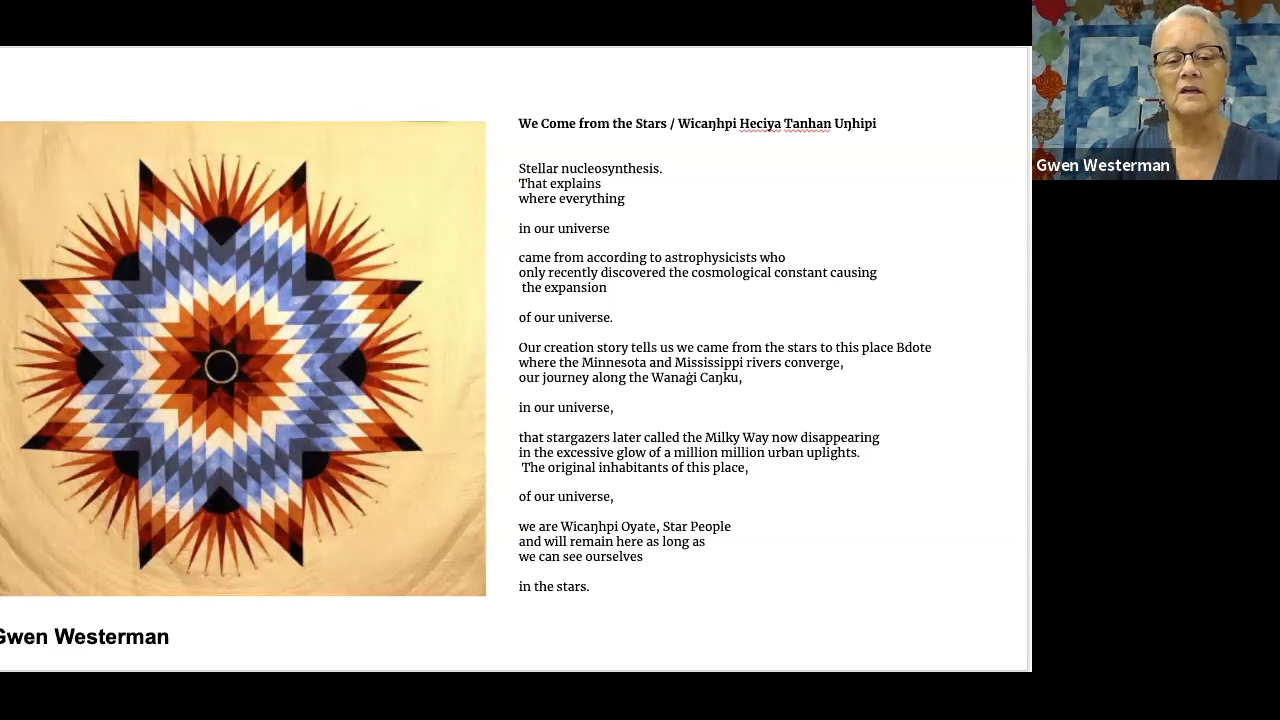 We Come from the Stars / Wicaŋhpi Heciya Tanhan Uŋhipi
Stellar nucleosynthesis.
That explains
where everything
in our universe
came from according to astrophysicists who
only recently discovered the cosmological constant causing
the expansion
of our universe.
Our creation story tells us we came from the stars to this place Bdote
where the Minnesota and Mississippi rivers converge,
our journey along the Wanaġi Caŋku,
in our universe,
that stargazers later called the Milky Way now disappearing
in the excessive glow of a million million urban uplights.
The original inhabitants of this place,
of our universe,
we are Wicaŋhpi Oyate, Star People
and will remain here as long as
we can see ourselves
in the stars.
Gwen Westerman
Gwen Westerman